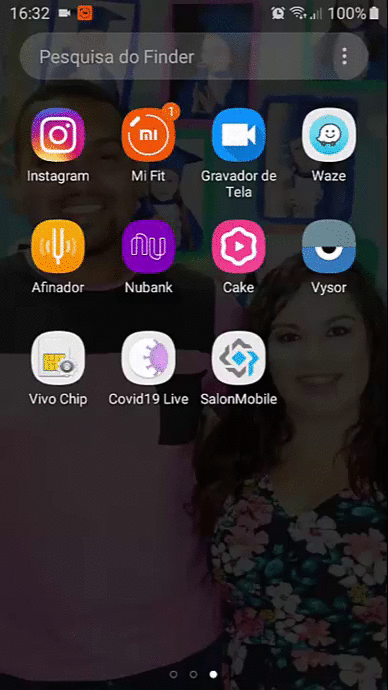 16:32
100%
Pesquisa do Finder
1
Instagram
Mi Fit
Gravador de
Tela
Waze
Afinador
Nubank
Cake
Vysor
Vivo Chip
Covid19 Live
SalonMobile